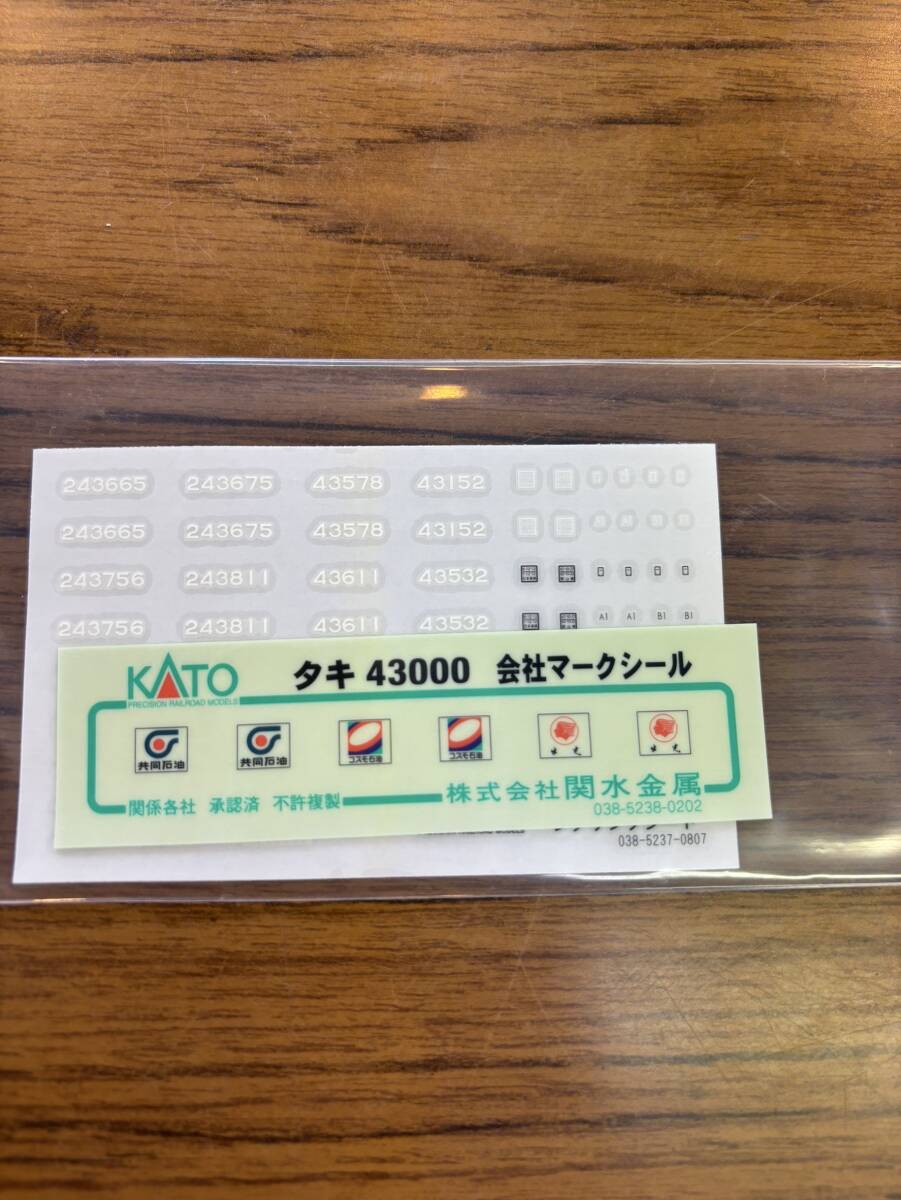 243665 243675 43578 43152
243665 243675 43578 43152
243756 243811 43611 43532
243756 243811 43611 43532 A1 A1 B1 B1
KATO タキ 43000 会社マークシール
PRECISION RAILROAD MODELS
共同石油 共同石油 コスモ石油 コスモ石油 出光 出光
関係各社 承認済 不許複製 株式会社関水金属
038-5238-0202
038-5237-0807